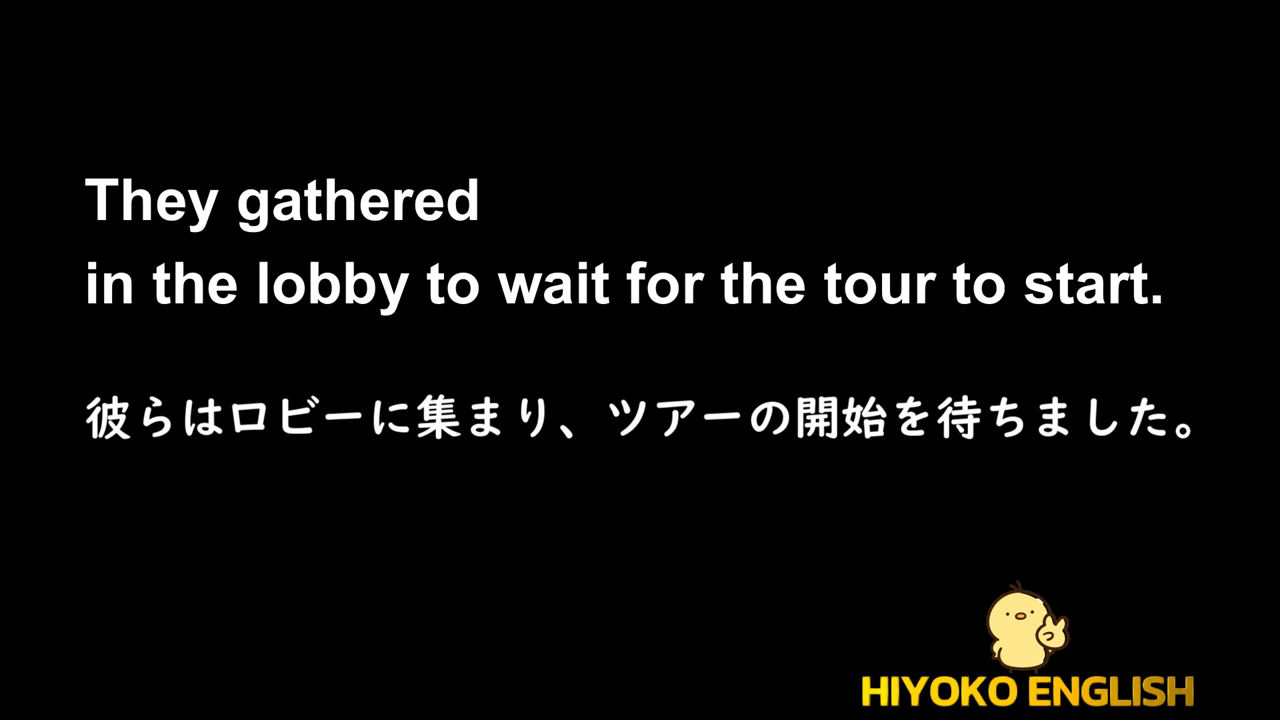 They gathered
in the lobby to wait for the tour to start.
彼らはロビーに集まり、ツアーの開始を待ちました。
HIYOKO ENGLISH